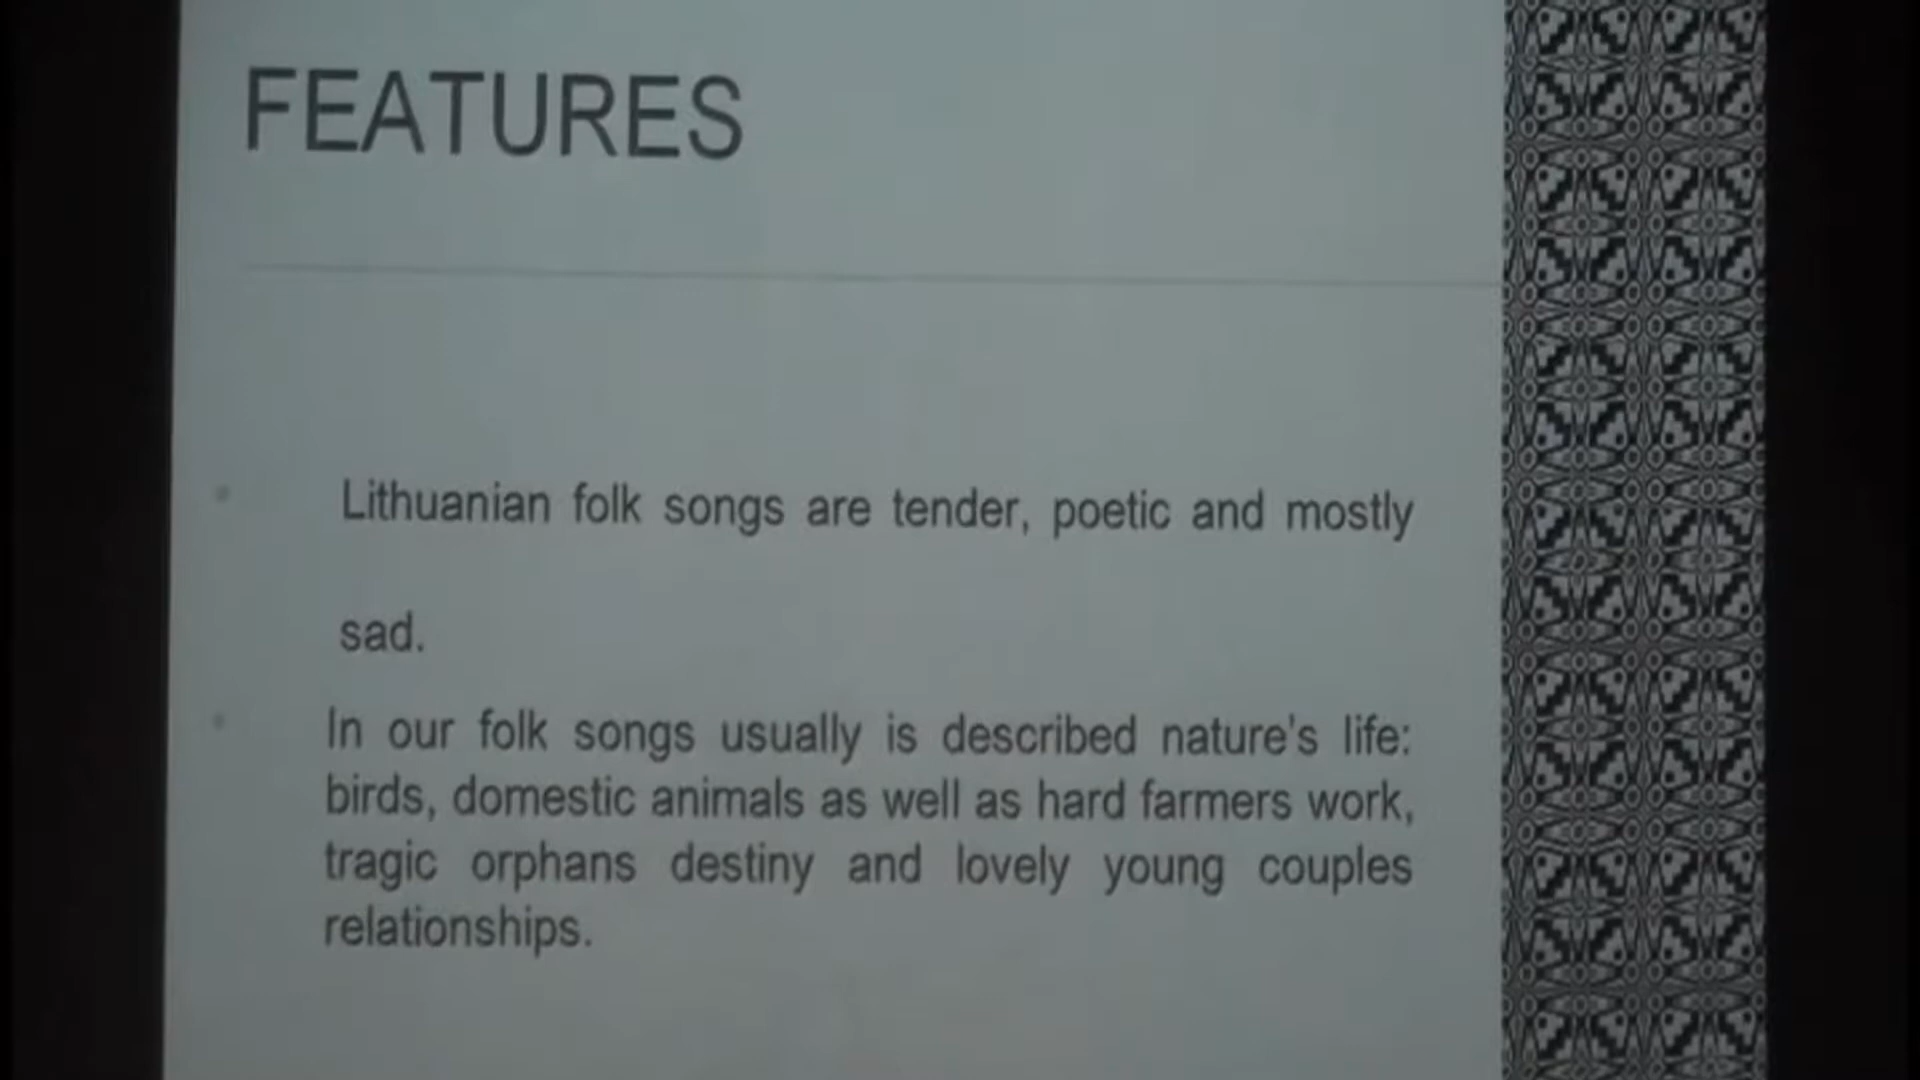 FEATURES
Lithuanian folk songs are tender, poetic and mostly
sad.
In our folk songs usually is described nature's life:
birds, domestic animals as well as hard farmers work,
tragic orphans destiny and lovely young couples
relationships.